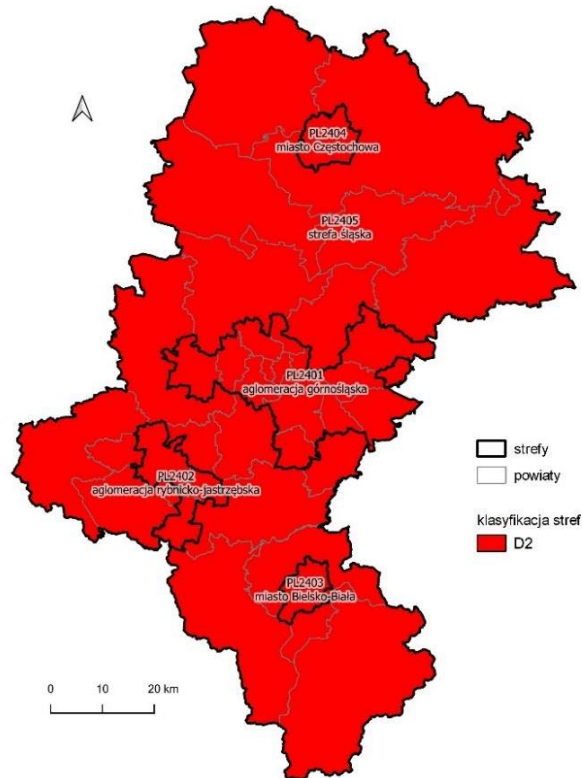 PL2404
miasto Częstochowa
PL2405
strefa śląska
PL2401
aglomeracja górnośląska
strefy
powiaty
PL2402
aglomeracja rybnicko-jastrzębska
klasyfikacja stref
D2
PL2403
miasto Bielsko-Biała
0 10 20 km